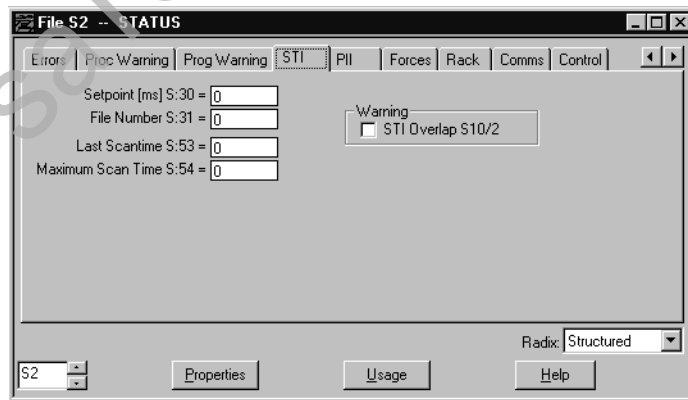 File S2 -- STATUS
Errors Proc Warning Prog Warning STI PII Forces Rack Comms Control
Setpoint [ms] S:30 = 0
File Number S:31 = 0
Last Scantime S:53 = 0
Maximum Scan Time S:54 = 0
Warning
STI Overlap S10/2
Radix: Structured
S2 Properties Usage Help